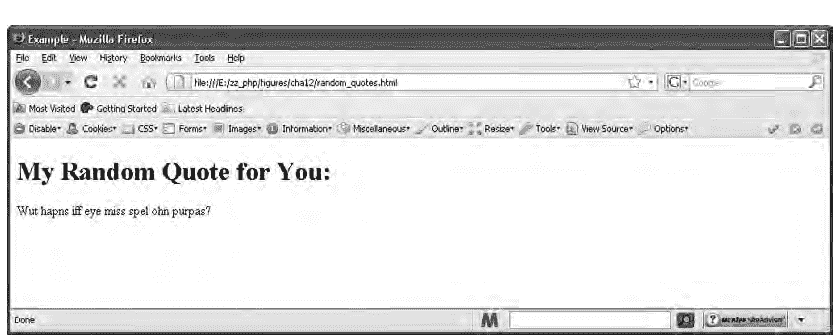 Example - Mozilla Firefox
File Edit View History Bookmarks Tools Help
file:///E:/zz_php/figures/cha12/random_quotes.html
G Google
Most Visited Getting Started Latest Headlines
Disable Cookies CSS Forms Images Information Miscellaneous Outline Resize Tools View Source Options
My Random Quote for You:
Wut hapns iff eye miss spel ohn purpas?
Done
M
?